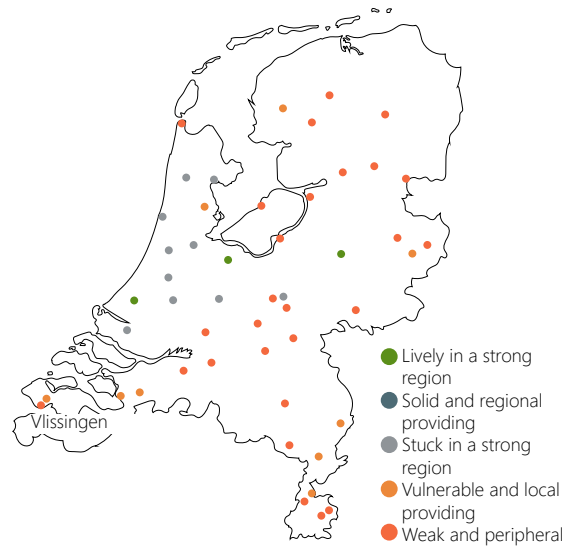 Vlissingen
Lively in a strong
region
Solid and regional
providing
Stuck in a strong
region
Vulnerable and local
providing
Weak and peripheral